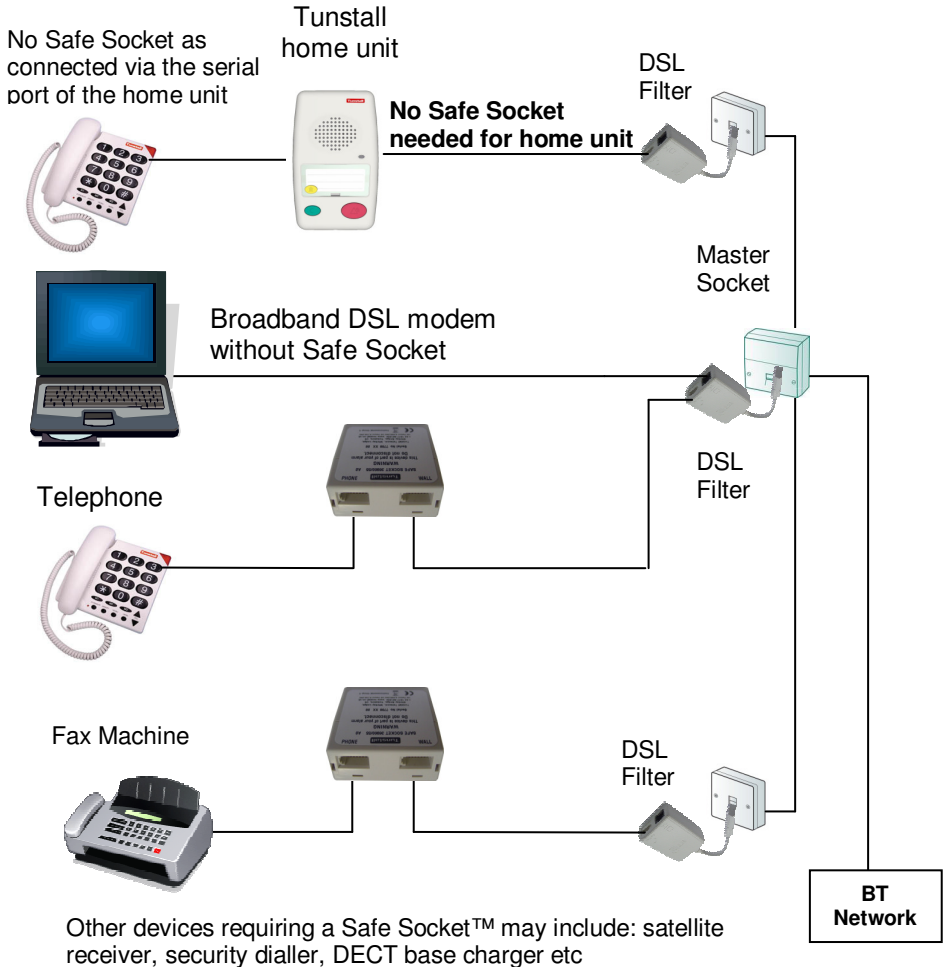 No Safe Socket as
connected via the serial
port of the home unit
Tunstall
home unit
DSL
Filter
No Safe Socket
needed for home unit
Master
Socket
Broadband DSL modem
without Safe Socket
DSL
Filter
Telephone
Fax Machine
DSL
Filter
BT
Network
Other devices requiring a Safe Socket™ may include: satellite
receiver, security dialler, DECT base charger etc